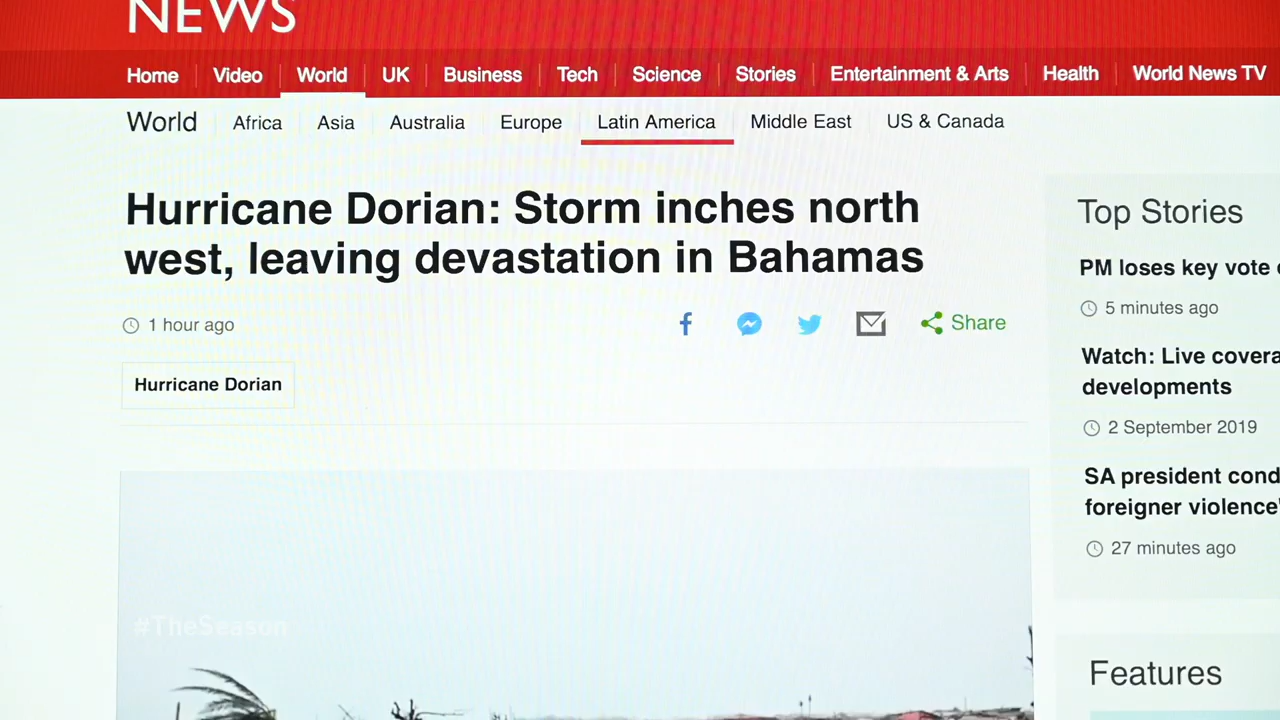 NEWS
Home Video World UK Business Tech Science Stories Entertainment & Arts Health World News TV
World Africa Asia Australia Europe Latin America Middle East US & Canada
Hurricane Dorian: Storm inches north
west, leaving devastation in Bahamas
1 hour ago
Share
Hurricane Dorian
#TheSeason
Top Stories
PM loses key vote
5 minutes ago
Watch: Live covera
developments
2 September 2019
SA president cond
foreigner violence'
27 minutes ago
Features